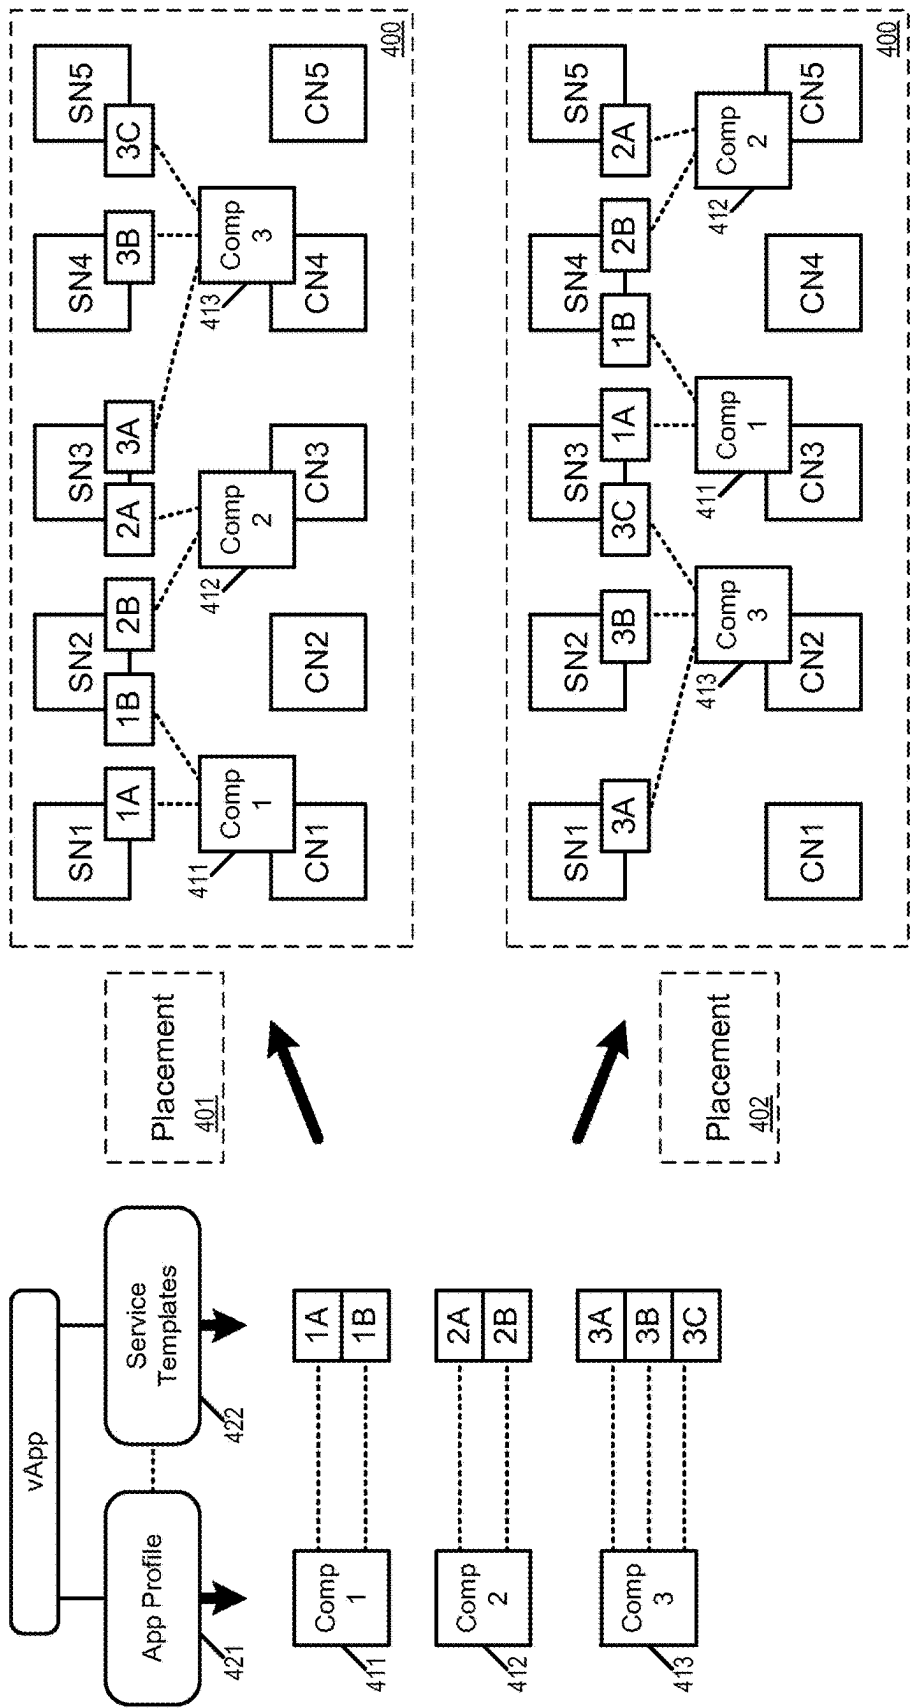 vApp
App Profile
421
Service
Templates
422
Comp
1
411
1A
1B
Comp
2
412
2A
2B
Comp
3
413
3A
3B
3C
Placement
401
SN1
SN2
SN3
SN4
SN5
1A
1B
2B
2A
3A
3B
3C
Comp
1
411
Comp
2
412
Comp
3
413
CN1
CN2
CN3
CN4
CN5
400
Placement
402
SN1
SN2
SN3
SN4
SN5
3A
3B
3C
1A
1B
2B
2A
Comp
3
413
Comp
1
411
Comp
2
412
CN1
CN2
CN3
CN4
CN5
400